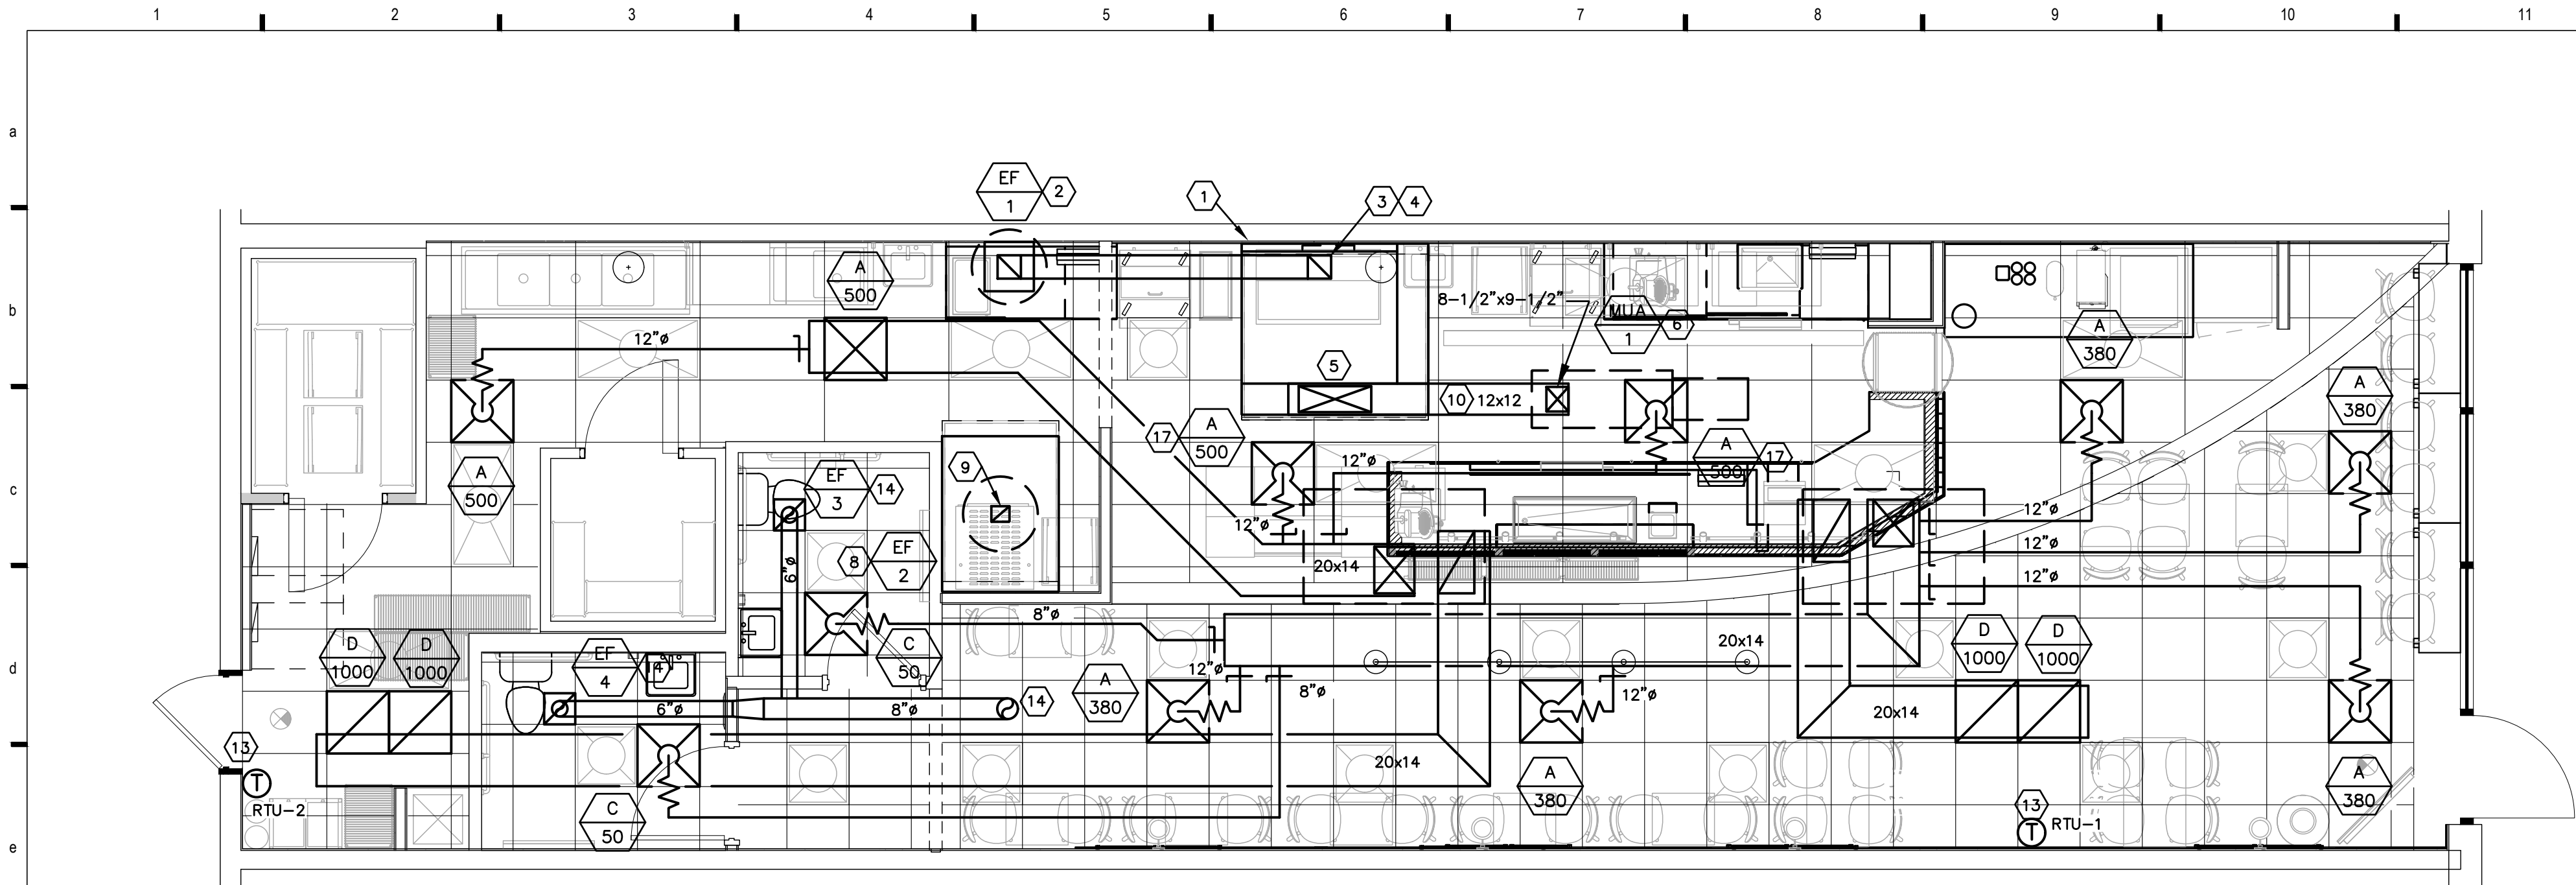 1 2 3 4 5 6 7 8 9 10 11
a
EF
1
2
1
3 4
A
500
b
8-1/2"x9-1/2"
MUA
1
6
12"ø
A
380
5
10 12x12
A
380
17
A
500
A
500
17
12"ø
9
EF
3
14
A
500
c
12"ø
12"ø
12"ø
8
EF
2
6"ø
20x14
12"ø
8"ø
D
1000
D
1000
EF
4
C
50
20x14
D
1000
D
1000
d
12"ø
8"ø
12"ø
A
380
6"ø
8"ø
14
20x14
13
20x14
T
RTU-2
A
380
A
380
C
50
13
T
RTU-1
e